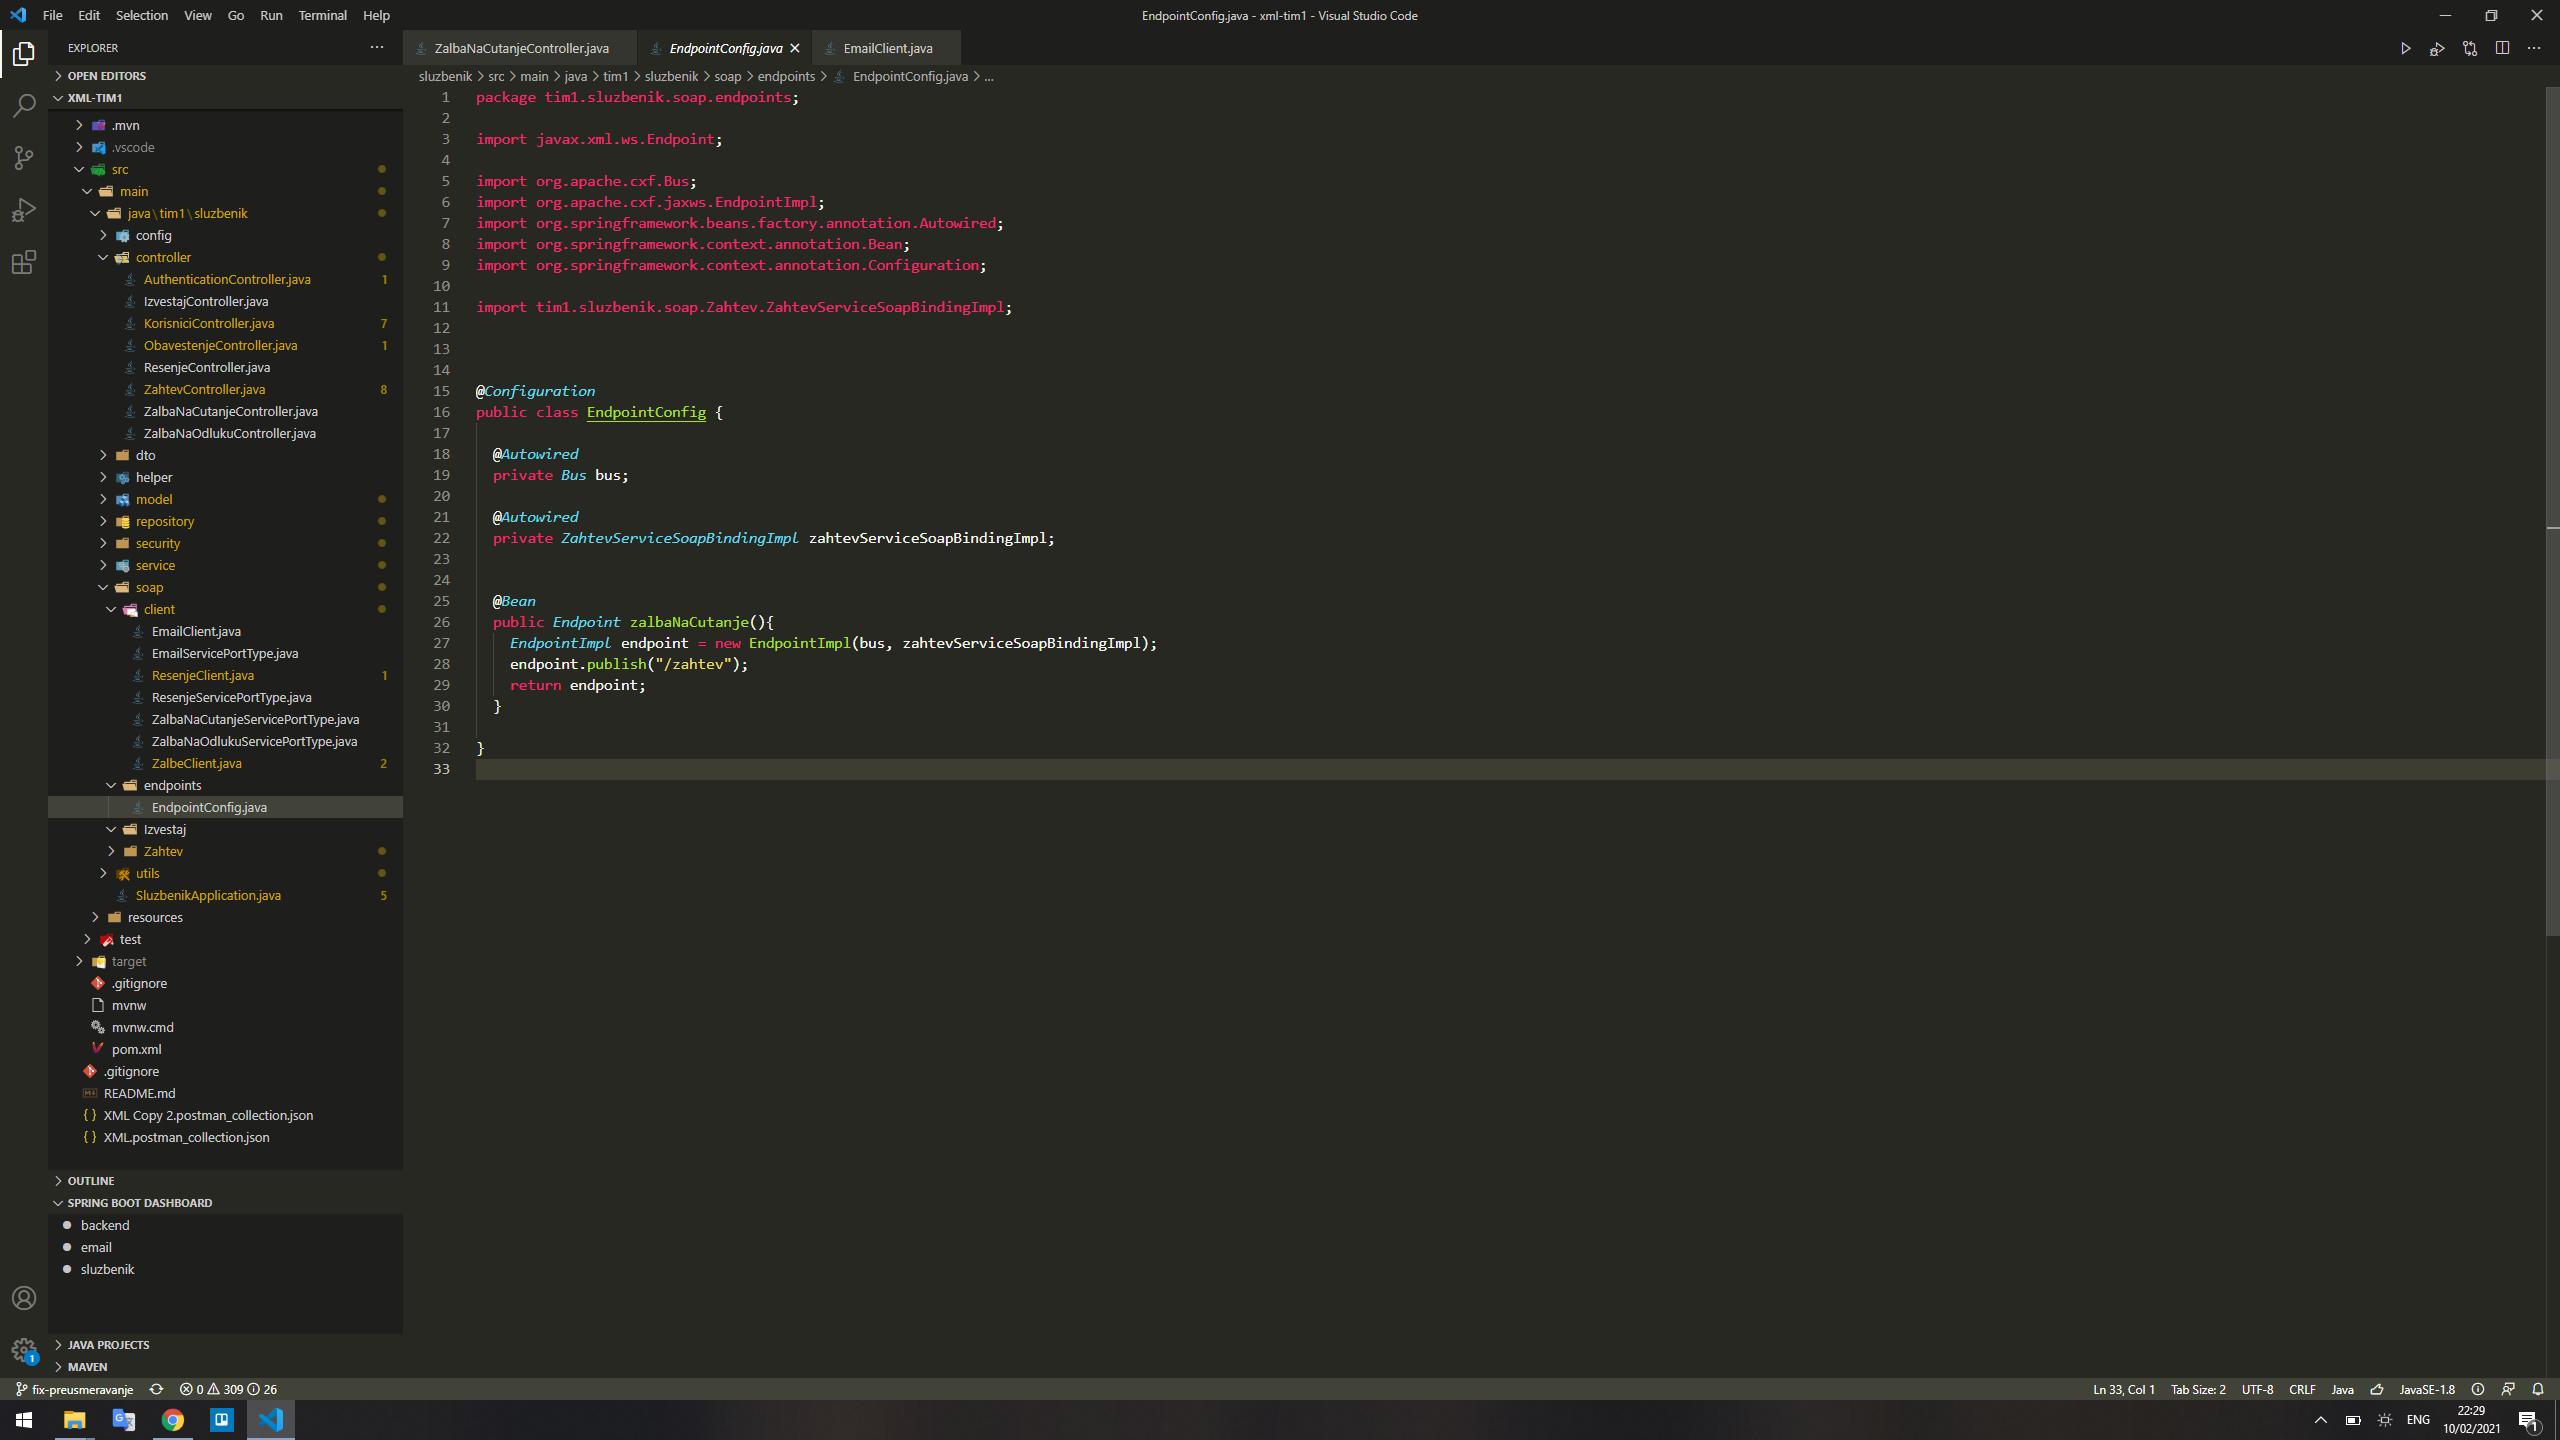 File Edit Selection View Go Run Terminal Help
EndpointConfig.java - xml-tim1 - Visual Studio Code
EXPLORER
OPEN EDITORS
XML-TIM1
.mvn
.vscode
src
main
java\tim1\sluzbenik
config
controller
AuthenticationController.java 1
IzvestajController.java
KorisniciController.java 7
ObavestenjeController.java 1
ResenjeController.java
ZahtevController.java 8
ZalbaNaCutanjeController.java
ZalbaNaOdlukuController.java
dto
helper
model
repository
security
service
soap
client
EmailClient.java
EmailServicePortType.java
ResenjeClient.java 1
ResenjeServicePortType.java
ZalbaNaCutanjeServicePortType.java
ZalbaNaOdlukuServicePortType.java
ZalbeClient.java 2
endpoints
EndpointConfig.java
Izvestaj
Zahtev
utils
SluzbenikApplication.java 5
resources
test
target
.gitignore
mvnw
mvnw.cmd
pom.xml
.gitignore
README.md
XML Copy 2.postman_collection.json
XML.postman_collection.json
OUTLINE
SPRING BOOT DASHBOARD
backend
email
sluzbenik
JAVA PROJECTS
MAVEN
ZalbaNaCutanjeController.java EndpointConfig.java EmailClient.java
sluzbenik > src > main > java > tim1 > sluzbenik > soap > endpoints > EndpointConfig.java > ...
1 package tim1.sluzbenik.soap.endpoints;
2
3 import javax.xml.ws.Endpoint;
4
5 import org.apache.cxf.Bus;
6 import org.apache.cxf.jaxws.EndpointImpl;
7 import org.springframework.beans.factory.annotation.Autowired;
8 import org.springframework.context.annotation.Bean;
9 import org.springframework.context.annotation.Configuration;
10
11 import tim1.sluzbenik.soap.Zahtev.ZahtevServiceSoapBindingImpl;
12
13
14
15 @Configuration
16 public class EndpointConfig {
17
18 @Autowired
19 private Bus bus;
20
21 @Autowired
22 private ZahtevServiceSoapBindingImpl zahtevServiceSoapBindingImpl;
23
24
25 @Bean
26 public Endpoint zalbaNaCutanje(){
27 EndpointImpl endpoint = new EndpointImpl(bus, zahtevServiceSoapBindingImpl);
28 endpoint.publish("/zahtev");
29 return endpoint;
30 }
31
32 }
33
fix-preusmeravanje 0 309 26
Ln 33, Col 1 Tab Size: 2 UTF-8 CRLF Java JavaSE-1.8
ENG
22:29
10/02/2021
1
1